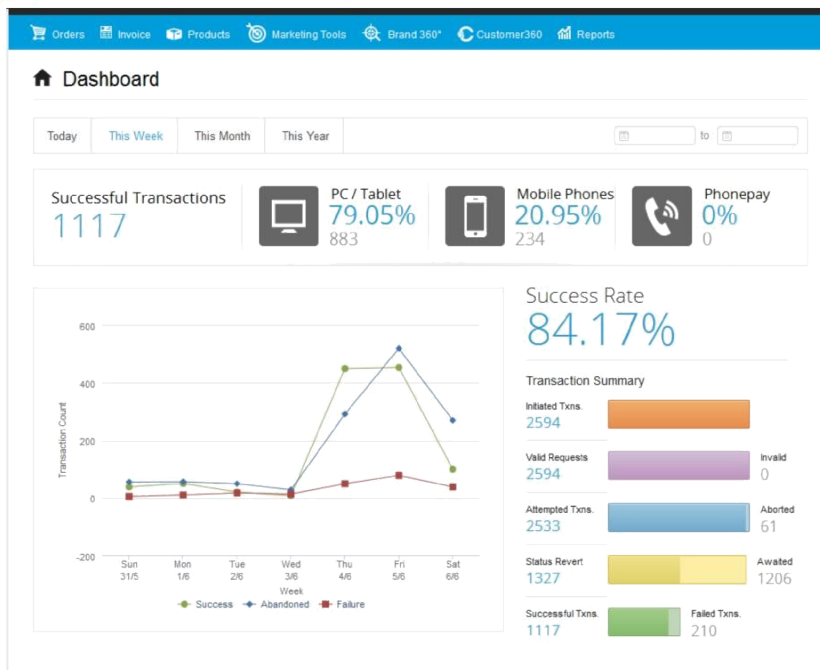 Orders Invoice Products Marketing Tools Brand 360° Customer360 Reports
Dashboard
Today This Week This Month This Year to
Successful Transactions
1117
PC / Tablet
79.05%
883
Mobile Phones
20.95%
234
Phonepay
0%
0
600
400
200
0
-200
Transaction Count
Sun Mon Tue Wed Thu Fri Sat
31/5 1/6 2/6 3/6 4/6 5/6 6/6
Week
Success Abandoned Failure
Success Rate
84.17%
Transaction Summary
Initiated Txns.
2594
Valid Requests Invalid
2594 0
Attempted Txns. Aborted
2533 61
Status Revert Awaited
1327 1206
Successful Txns. Failed Txns.
1117 210